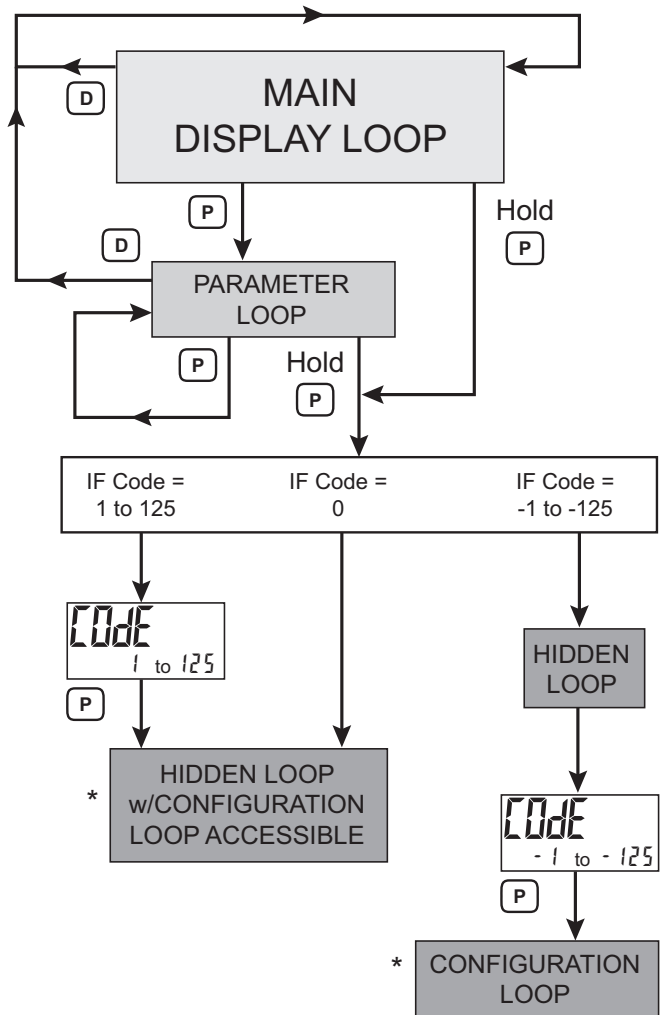 MAIN
DISPLAY LOOP
D
P
Hold
P
D
PARAMETER
LOOP
P
Hold
P
IF Code =
1 to 125
IF Code =
0
IF Code =
-1 to -125
COdE
1 to 125
P
HIDDEN
LOOP
*
HIDDEN LOOP
w/CONFIGURATION
LOOP ACCESSIBLE
COdE
-1 to -125
P
*
CONFIGURATION
LOOP